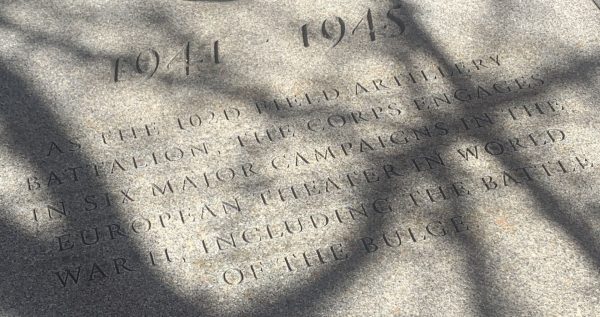 1941 · 1945
AS THE 102D FIELD ARTILLERY
BATTALION, THE CORPS ENGAGES
IN SIX MAJOR CAMPAIGNS IN THE
EUROPEAN THEATER IN WORLD
WAR II, INCLUDING THE BATTLE
OF THE BULGE